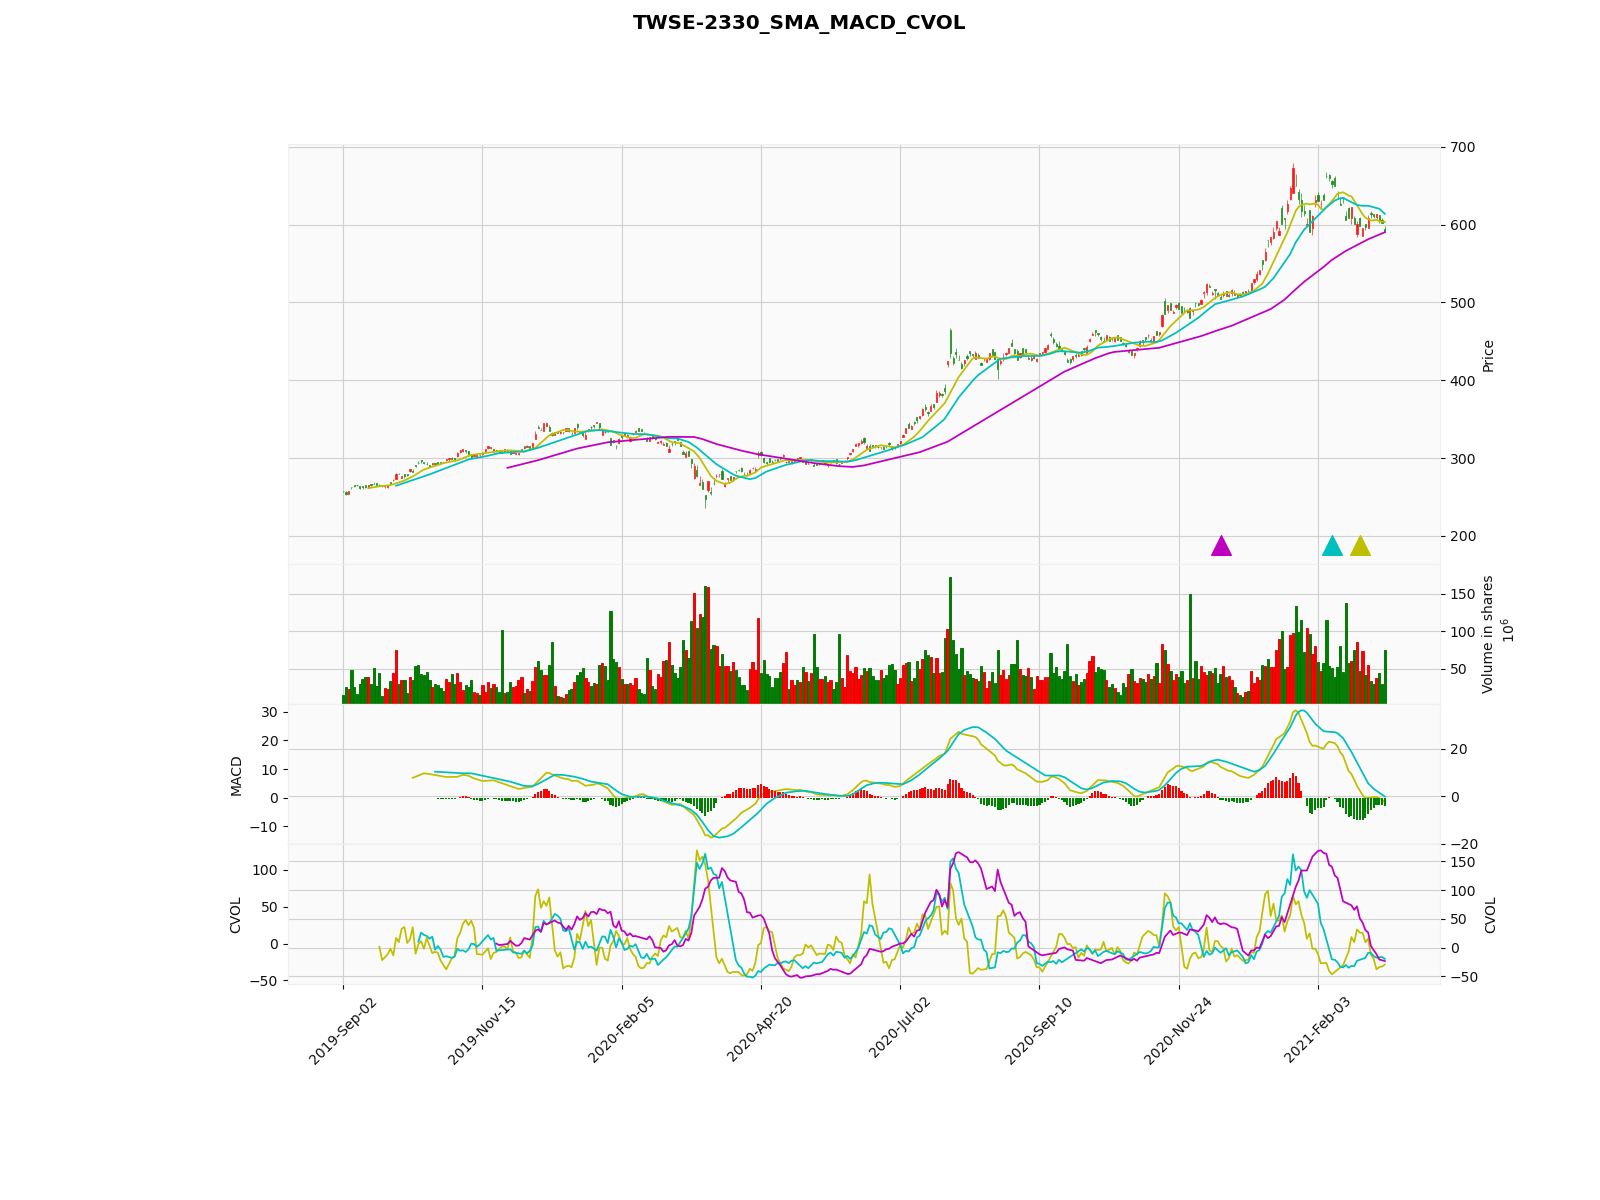 TWSE-2330_SMA_MACD_CVOL
700
600
500
400
300
200
Price
150
100
50
Volume in shares
10⁶
30
20
10
0
−10
MACD
20
0
−20
100
50
0
−50
CVOL
150
100
50
0
−50
CVOL
2019-Sep-02
2019-Nov-15
2020-Feb-05
2020-Apr-20
2020-Jul-02
2020-Sep-10
2020-Nov-24
2021-Feb-03